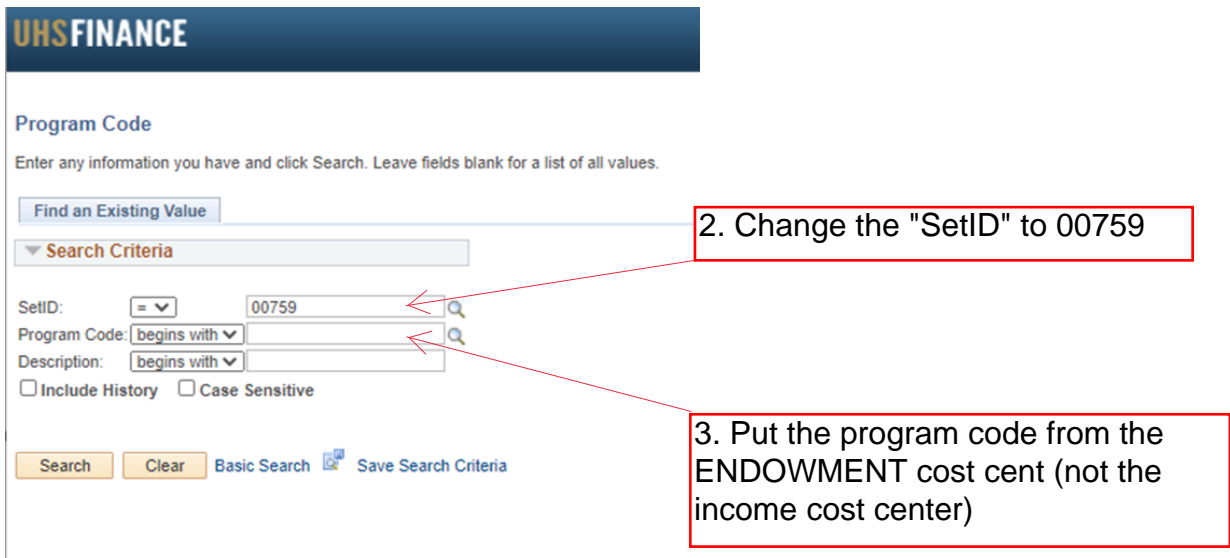 UHSFINANCE
Program Code
Enter any information you have and click Search. Leave fields blank for a list of all values.
Find an Existing Value
Search Criteria
2. Change the "SetID" to 00759
SetID: = 00759
Program Code: begins with
Description: begins with
Include History Case Sensitive
3. Put the program code from the
ENDOWMENT cost cent (not the
income cost center)
Search Clear Basic Search Save Search Criteria